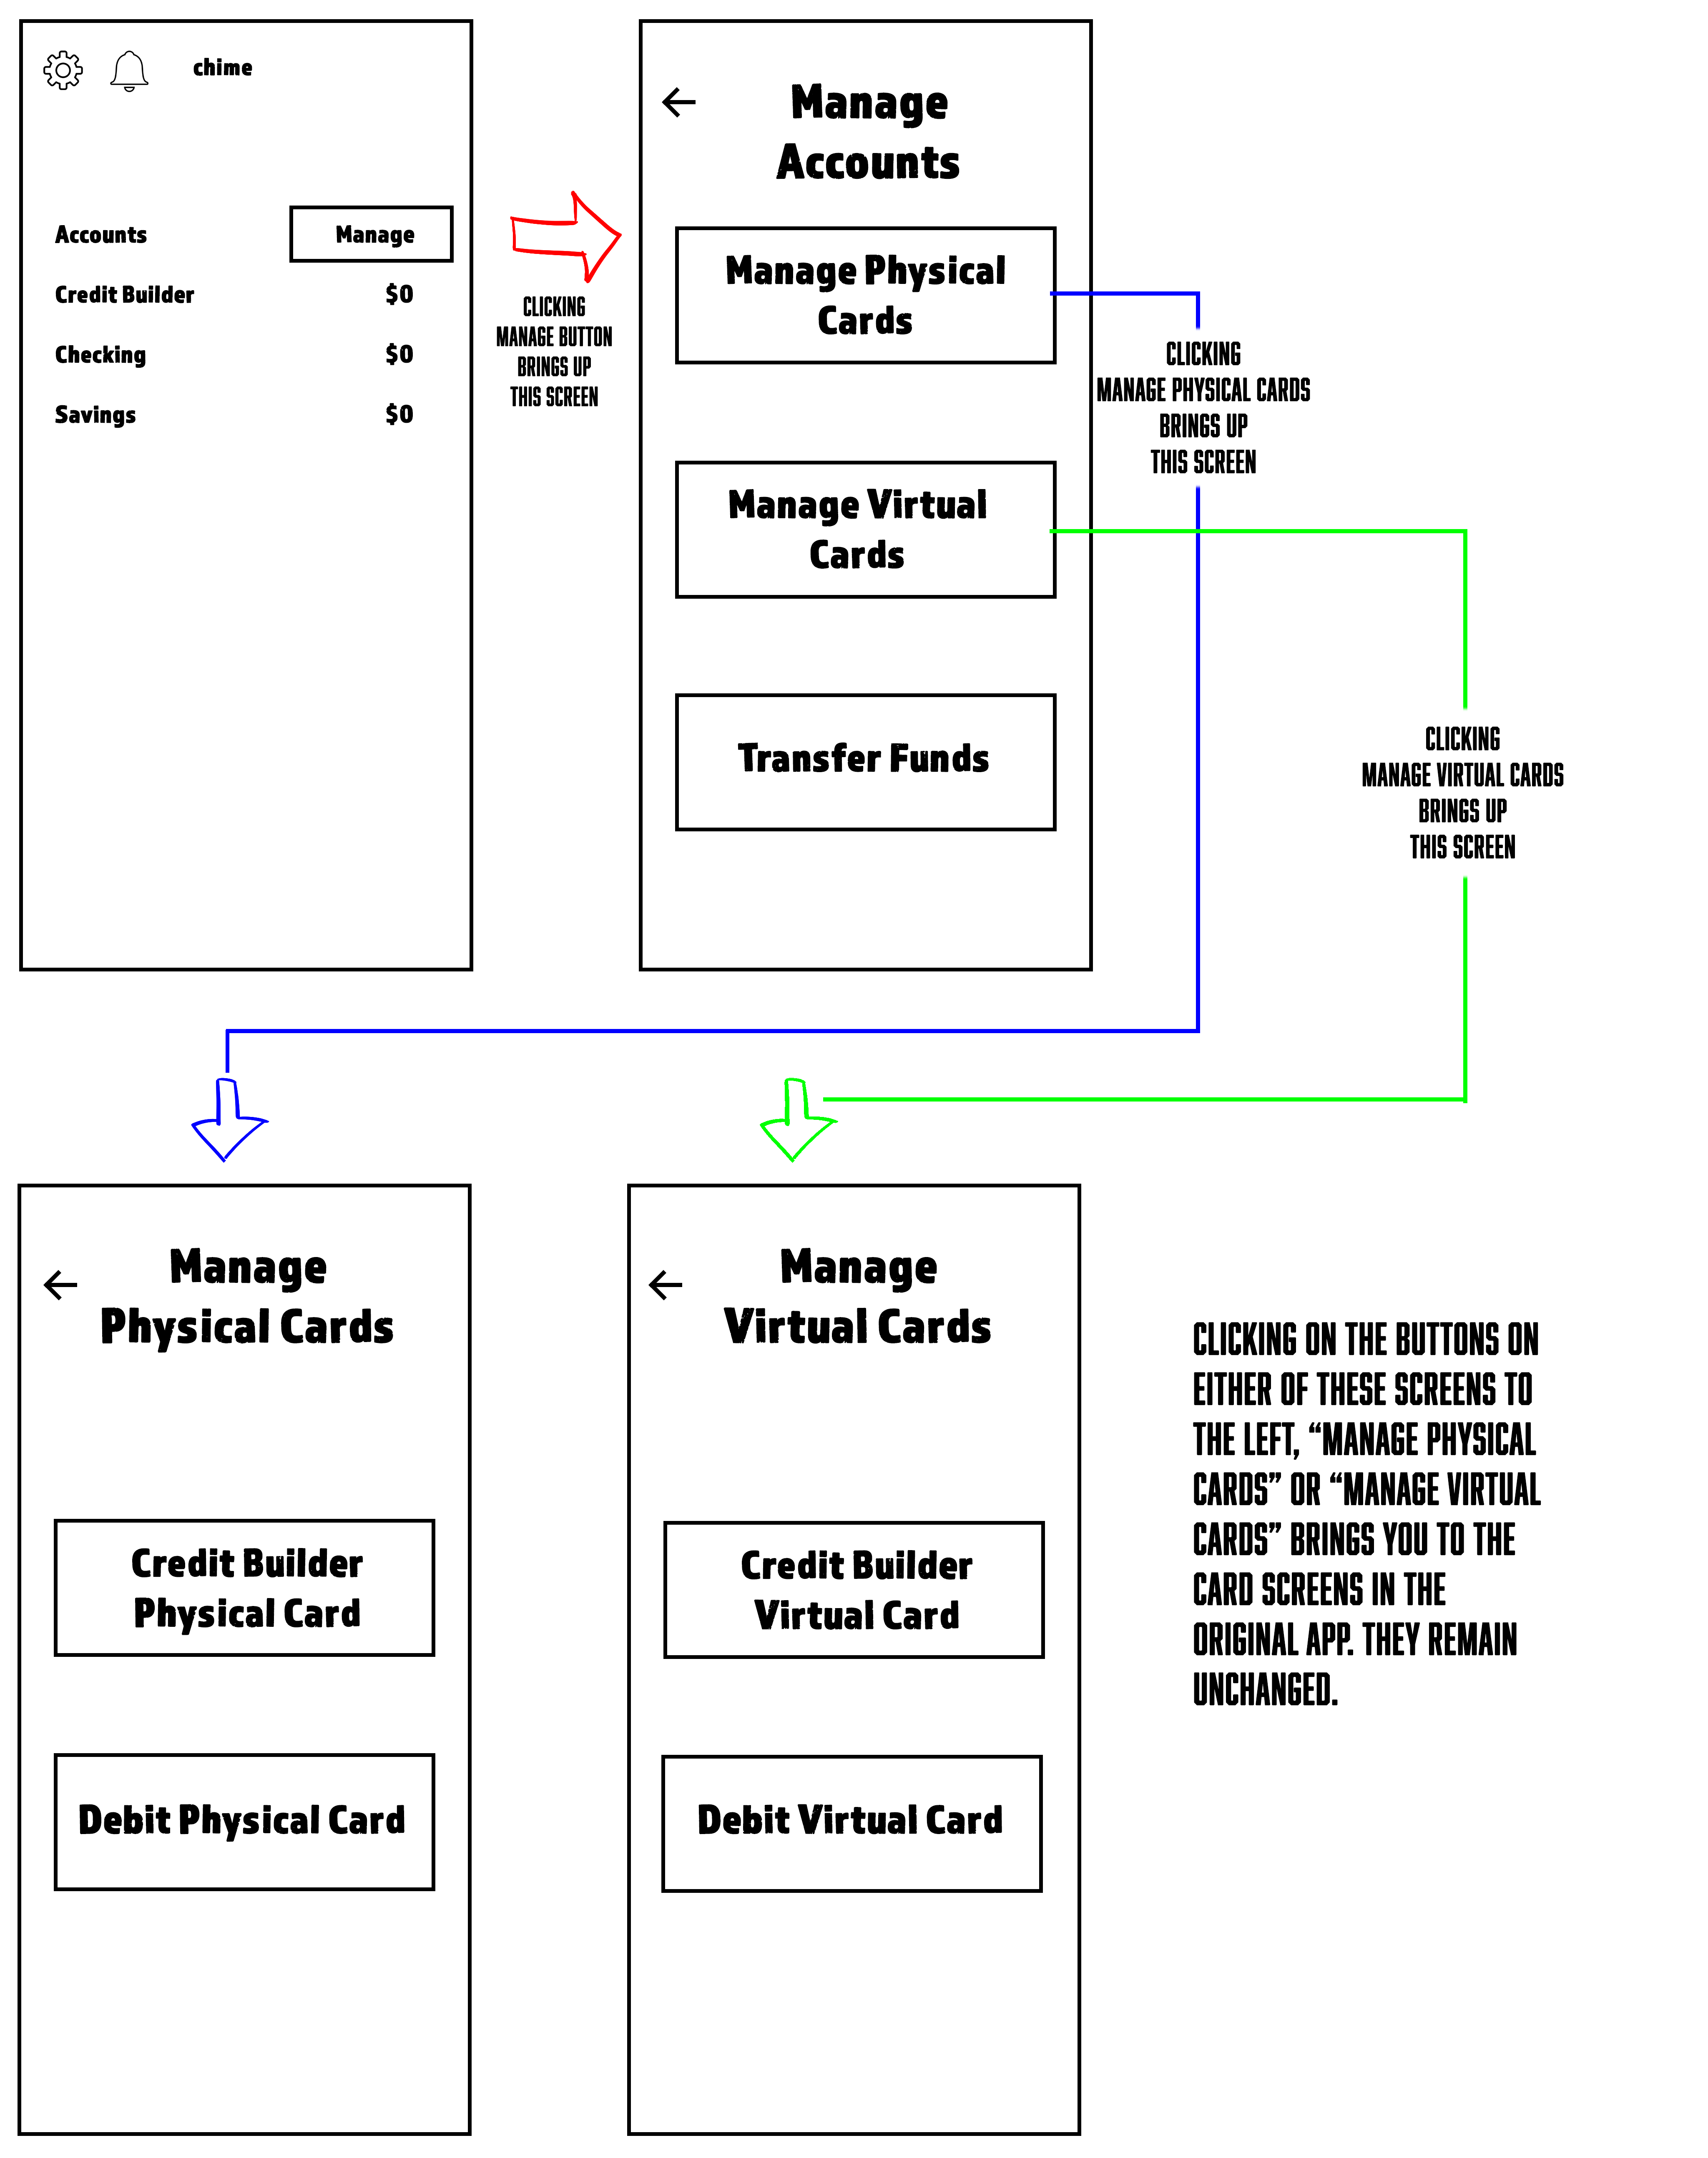 chime
Accounts
Manage
Credit Builder
$0
Checking
$0
Savings
$0
CLICKING
MANAGE BUTTON
BRINGS UP
THIS SCREEN
Manage
Accounts
Manage Physical
Cards
Manage Virtual
Cards
Transfer Funds
CLICKING
MANAGE PHYSICAL CARDS
BRINGS UP
THIS SCREEN
CLICKING
MANAGE VIRTUAL CARDS
BRINGS UP
THIS SCREEN
Manage
Physical Cards
Credit Builder
Physical Card
Debit Physical Card
Manage
Virtual Cards
Credit Builder
Virtual Card
Debit Virtual Card
CLICKING ON THE BUTTONS ON
EITHER OF THESE SCREENS TO
THE LEFT, “MANAGE PHYSICAL
CARDS” OR “MANAGE VIRTUAL
CARDS” BRINGS YOU TO THE
CARD SCREENS IN THE
ORIGINAL APP. THEY REMAIN
UNCHANGED.